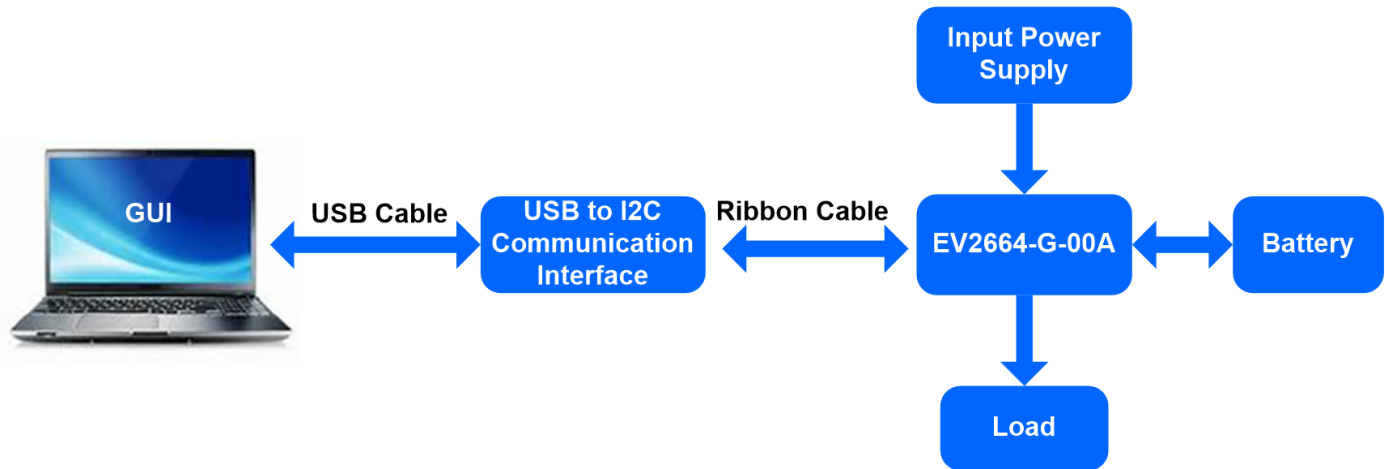 Input Power
Supply
GUI
USB Cable
USB to I2C
Communication
Interface
Ribbon Cable
EV2664-G-00A
Battery
Load